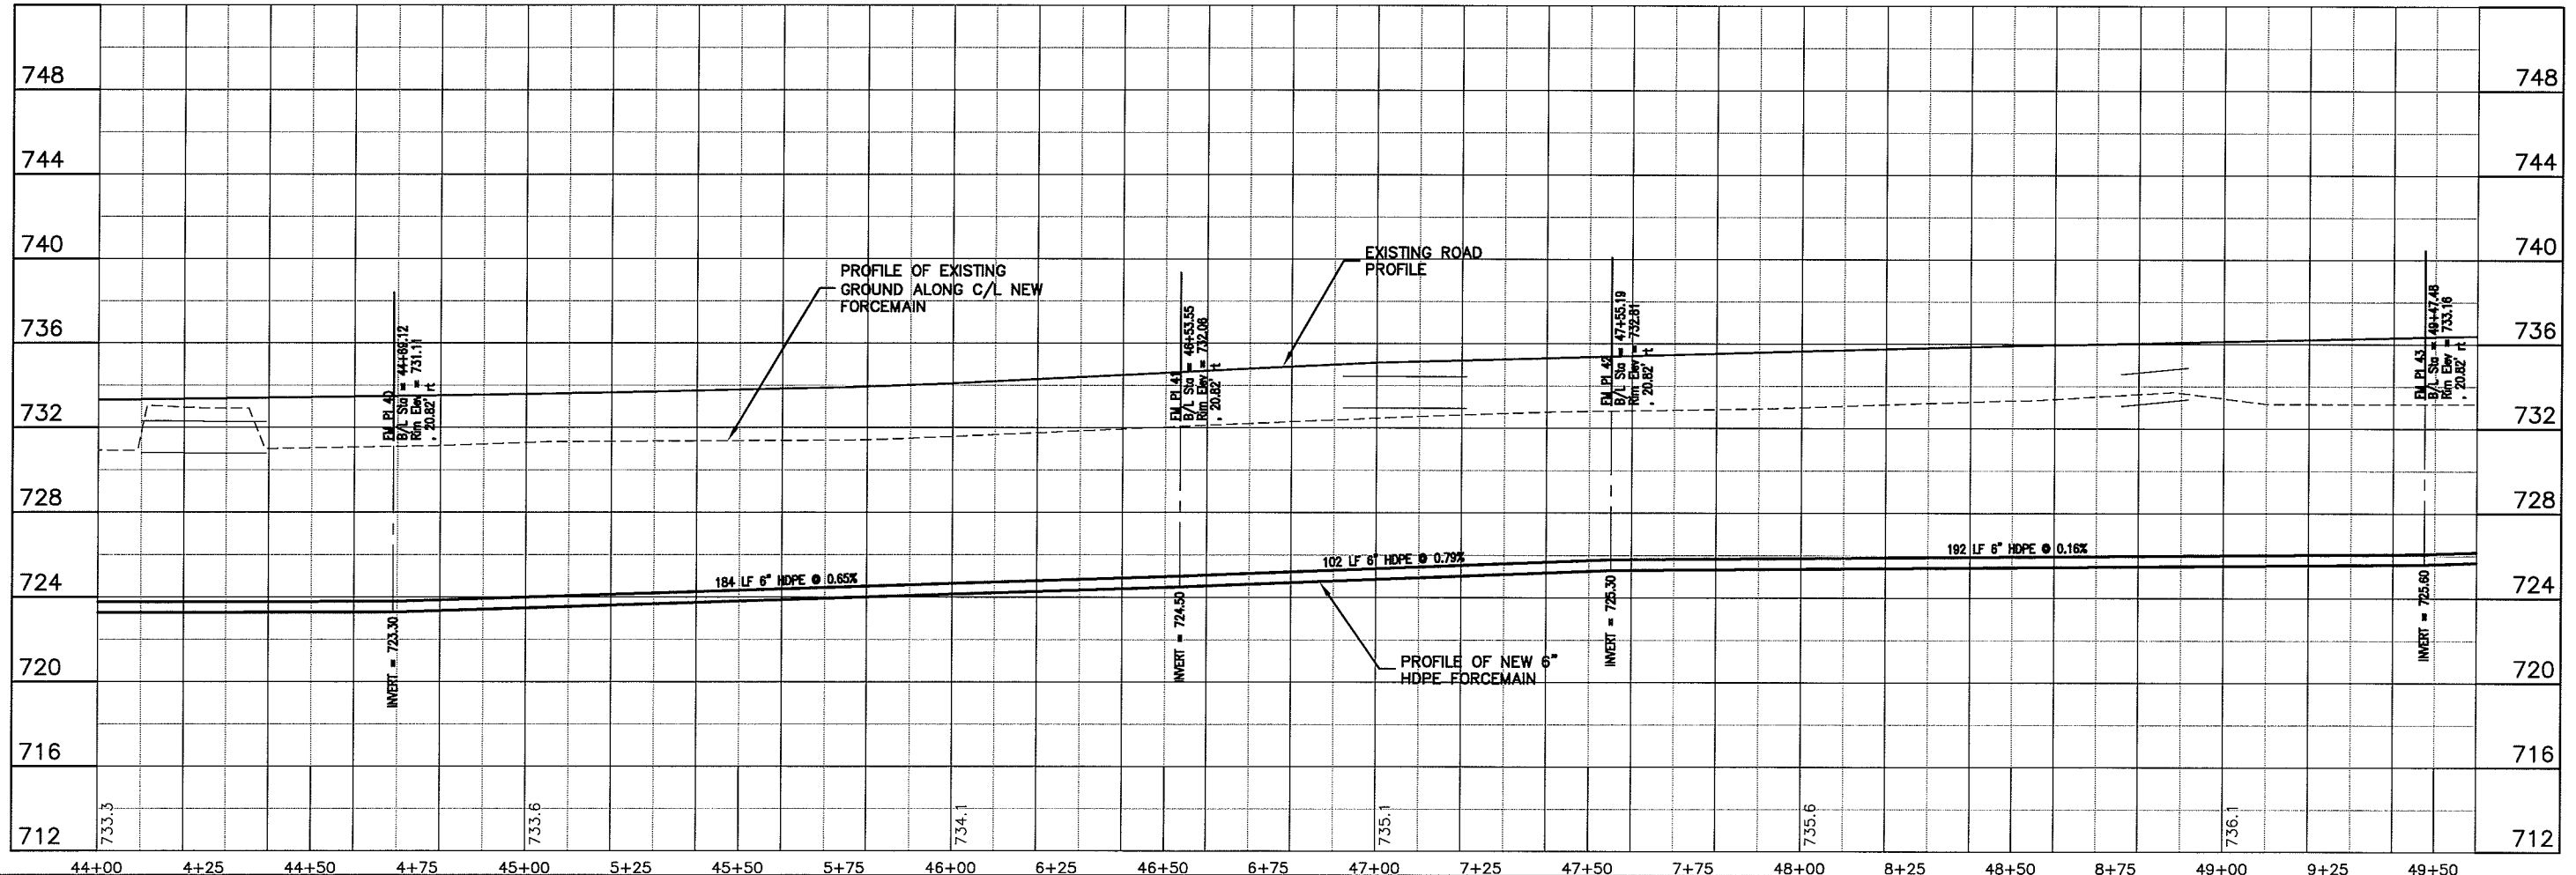 748
748
744
744
740
740
PROFILE OF EXISTING
GROUND ALONG C/L NEW
FORCEMAIN
EXISTING ROAD
PROFILE
736
736
FM PI 40
B/L Sta = 44+69.12
Rim Elev = 731.11
, 20.82' rt
FM PI 41
B/L Sta = 46+53.55
Rim Elev = 732.06
, 20.82' rt
FM PI 42
B/L Sta = 47+55.19
Rim Elev = 732.81
, 20.82' rt
FM PI 43
B/L Sta = 49+47.48
Rim Elev = 733.16
, 20.82' rt
732
732
728
728
184 LF 6" HDPE @ 0.65%
102 LF 6" HDPE @ 0.79%
192 LF 6" HDPE @ 0.16%
724
724
INVERT = 723.30
INVERT = 724.50
INVERT = 725.30
INVERT = 725.60
PROFILE OF NEW 6"
HDPE FORCEMAIN
720
720
716
716
733.3
733.6
734.1
735.1
735.6
736.1
712
712
44+00 4+25 44+50 4+75 45+00 5+25 45+50 5+75 46+00 6+25 46+50 6+75 47+00 7+25 47+50 7+75 48+00 8+25 48+50 8+75 49+00 9+25 49+50